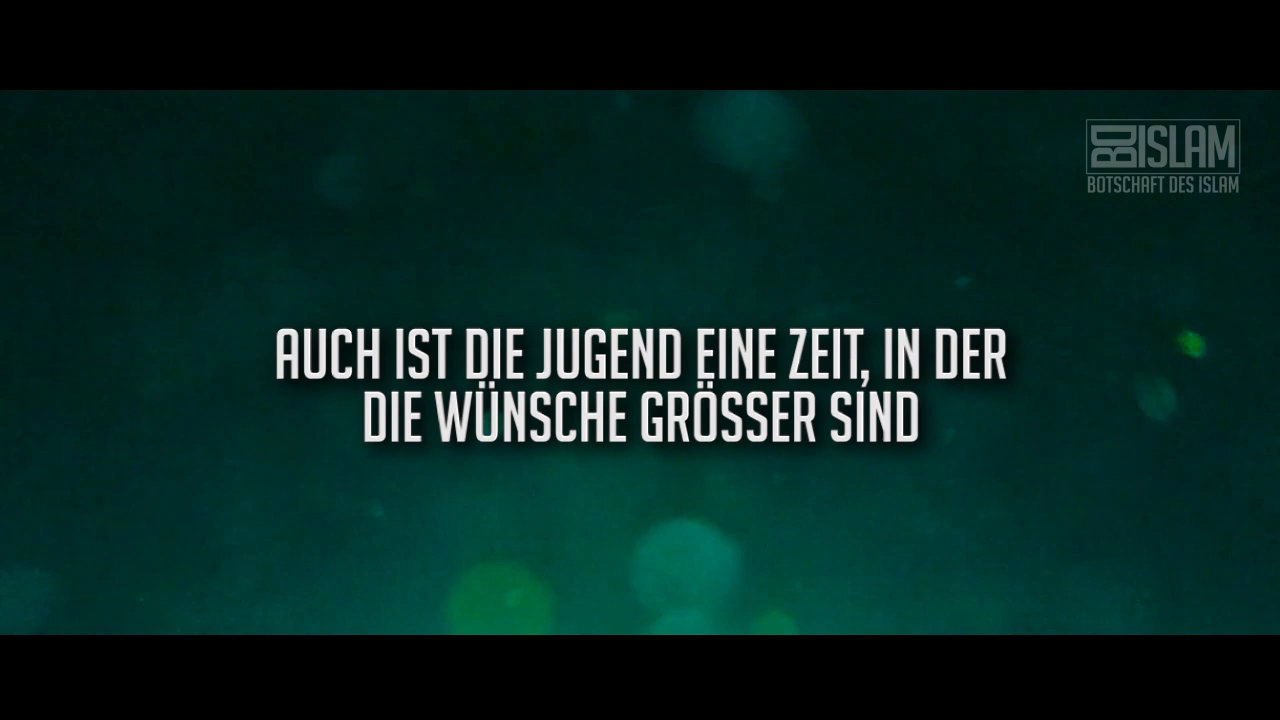 BDISLAM
BOTSCHAFT DES ISLAM
AUCH IST DIE JUGEND EINE ZEIT, IN DER
DIE WÜNSCHE GRÖSSER SIND